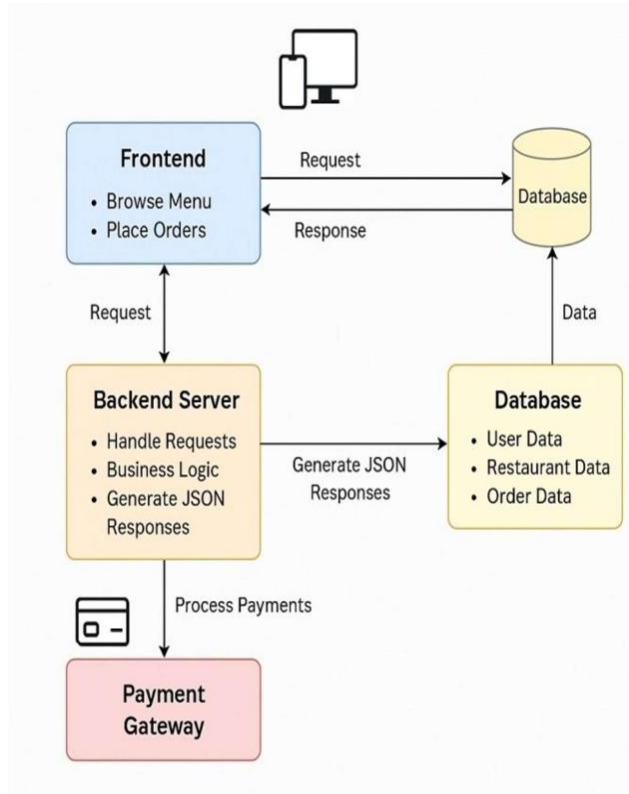 Frontend
• Browse Menu
• Place Orders
Request
Response
Database
Request
Data
Backend Server
• Handle Requests
• Business Logic
• Generate JSON
Responses
Generate JSON
Responses
Database
• User Data
• Restaurant Data
• Order Data
Process Payments
Payment
Gateway